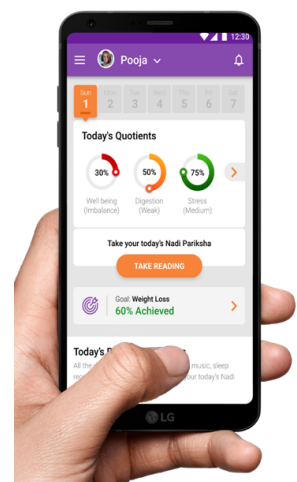 12:30
Pooja
Sun Mon Tue Wed Thu Fri Sat
1 2 3 4 5 6 7
Today's Quotients
30% 50% 75%
Well being Digestion Stress
(Imbalance) (Weak) (Medium)
Take your today's Nadi Pariksha
TAKE READING
Goal: Weight Loss
60% Achieved
Today's
All the music, sleep
your today's Nadi
LG